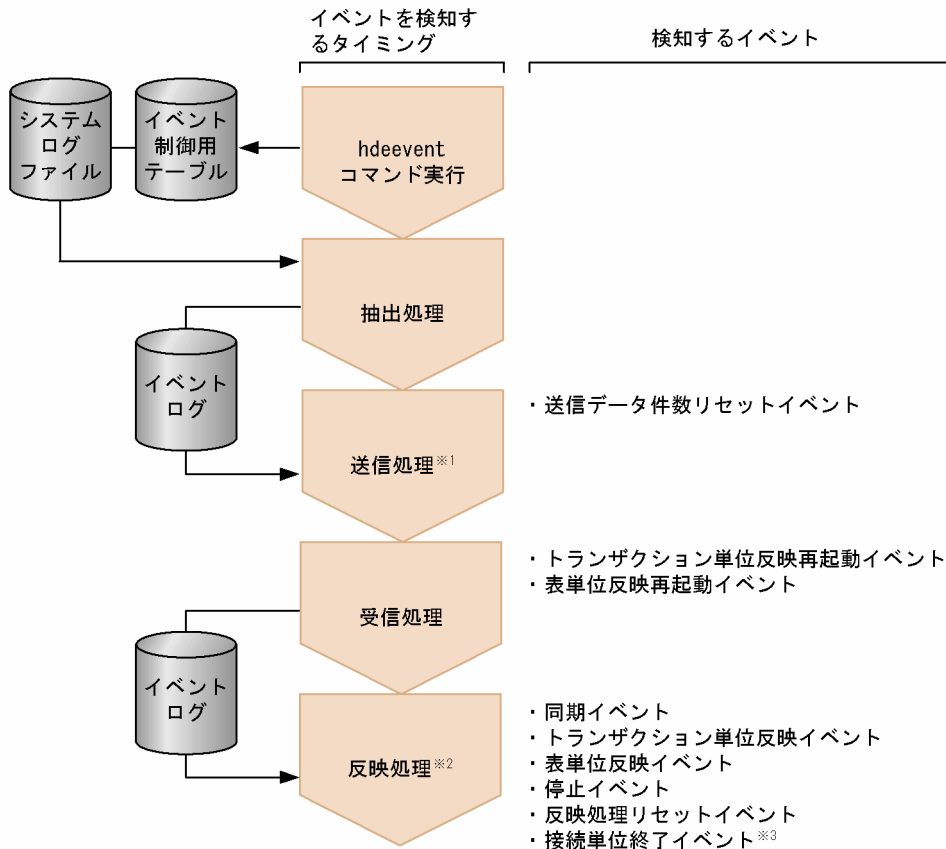 イベントを検知す
るタイミング
検知するイベント
システム
ログ
ファイル
イベント
制御用
テーブル
hdeevent
コマンド実行
抽出処理
イベント
ログ
送信処理※1
・送信データ件数リセットイベント
受信処理
・トランザクション単位反映再起動イベント
・表単位反映再起動イベント
イベント
ログ
反映処理※2
・同期イベント
・トランザクション単位反映イベント
・表単位反映イベント
・停止イベント
・反映処理リセットイベント
・接続単位終了イベント※3